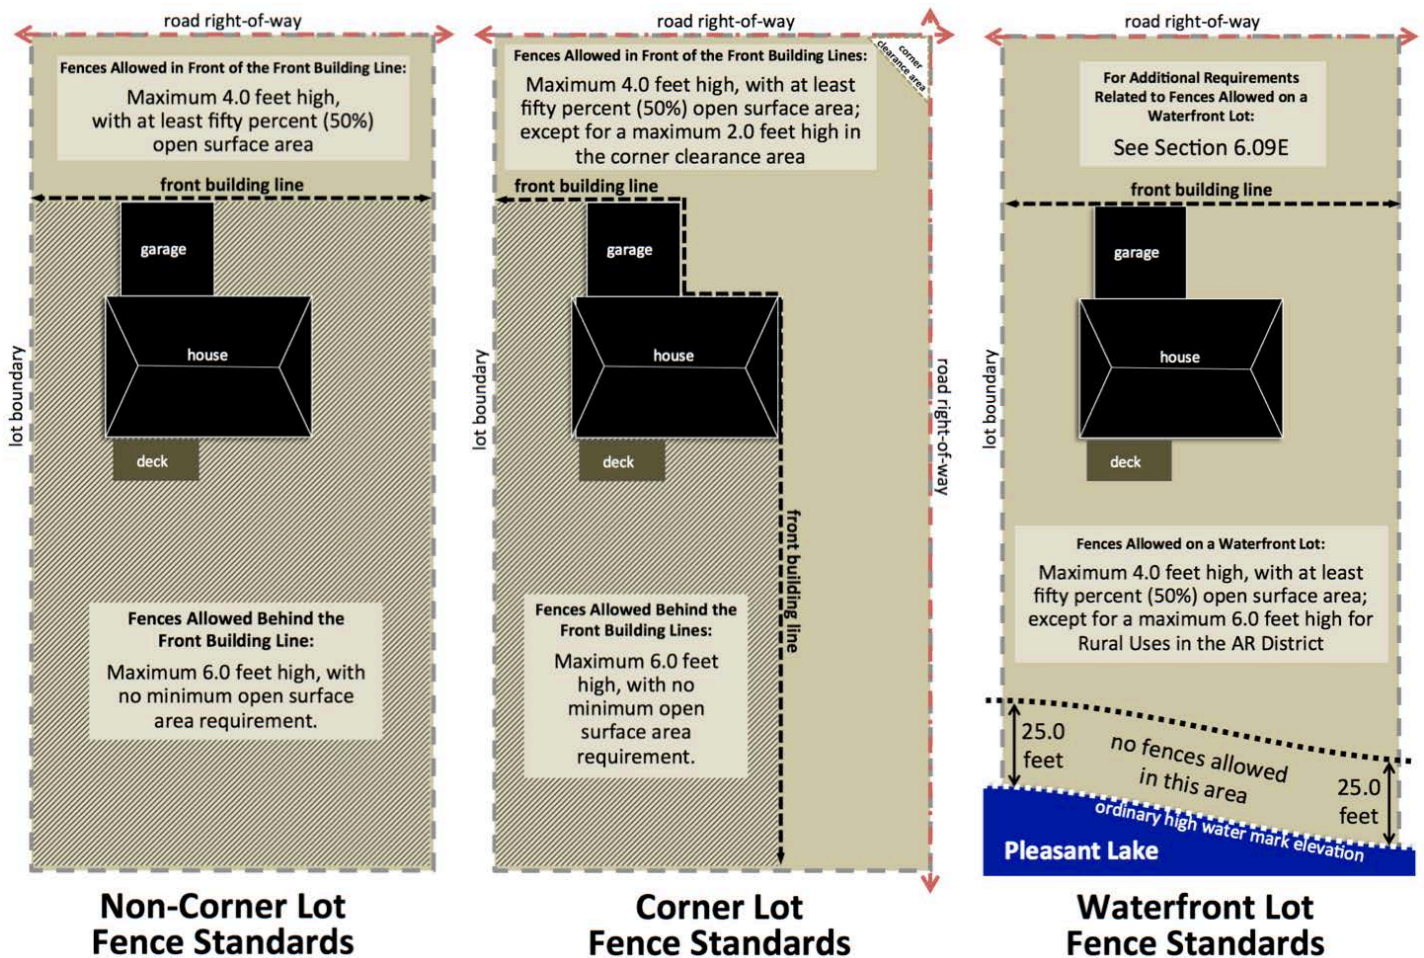 road right-of-way
Fences Allowed in Front of the Front Building Line:
Maximum 4.0 feet high,
with at least fifty percent (50%)
open surface area
front building line
garage
house
deck
lot boundary
Fences Allowed Behind the
Front Building Line:
Maximum 6.0 feet high, with
no minimum open surface
area requirement.
Non-Corner Lot
Fence Standards
road right-of-way
corner
clearance area
Fences Allowed in Front of the Front Building Lines:
Maximum 4.0 feet high, with at least
fifty percent (50%) open surface area;
except for a maximum 2.0 feet high in
the corner clearance area
front building line
garage
house
deck
lot boundary
road right-of-way
front building line
Fences Allowed Behind the
Front Building Lines:
Maximum 6.0 feet
high, with no
minimum open
surface area
requirement.
Corner Lot
Fence Standards
road right-of-way
For Additional Requirements
Related to Fences Allowed on a
Waterfront Lot:
See Section 6.09E
front building line
garage
house
deck
lot boundary
Fences Allowed on a Waterfront Lot:
Maximum 4.0 feet high, with at least
fifty percent (50%) open surface area;
except for a maximum 6.0 feet high for
Rural Uses in the AR District
25.0
feet
no fences allowed
in this area
25.0
feet
ordinary high water mark elevation
Pleasant Lake
Waterfront Lot
Fence Standards